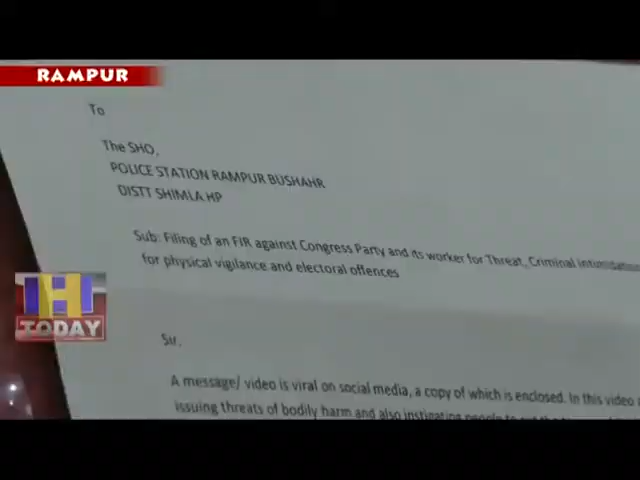 RAMPUR
To
The SHO,
POLICE STATION RAMPUR BUSHAHR
DISTT SHIMLA HP
Sub: Filing of an FIR against Congress Party and its worker for Threat, Criminal intimidation
for physical vigilance and electoral offences
H
TODAY
Sir,
A message/ video is viral on social media, a copy of which is enclosed. In this video
issuing threats of bodily harm and also instigating people to